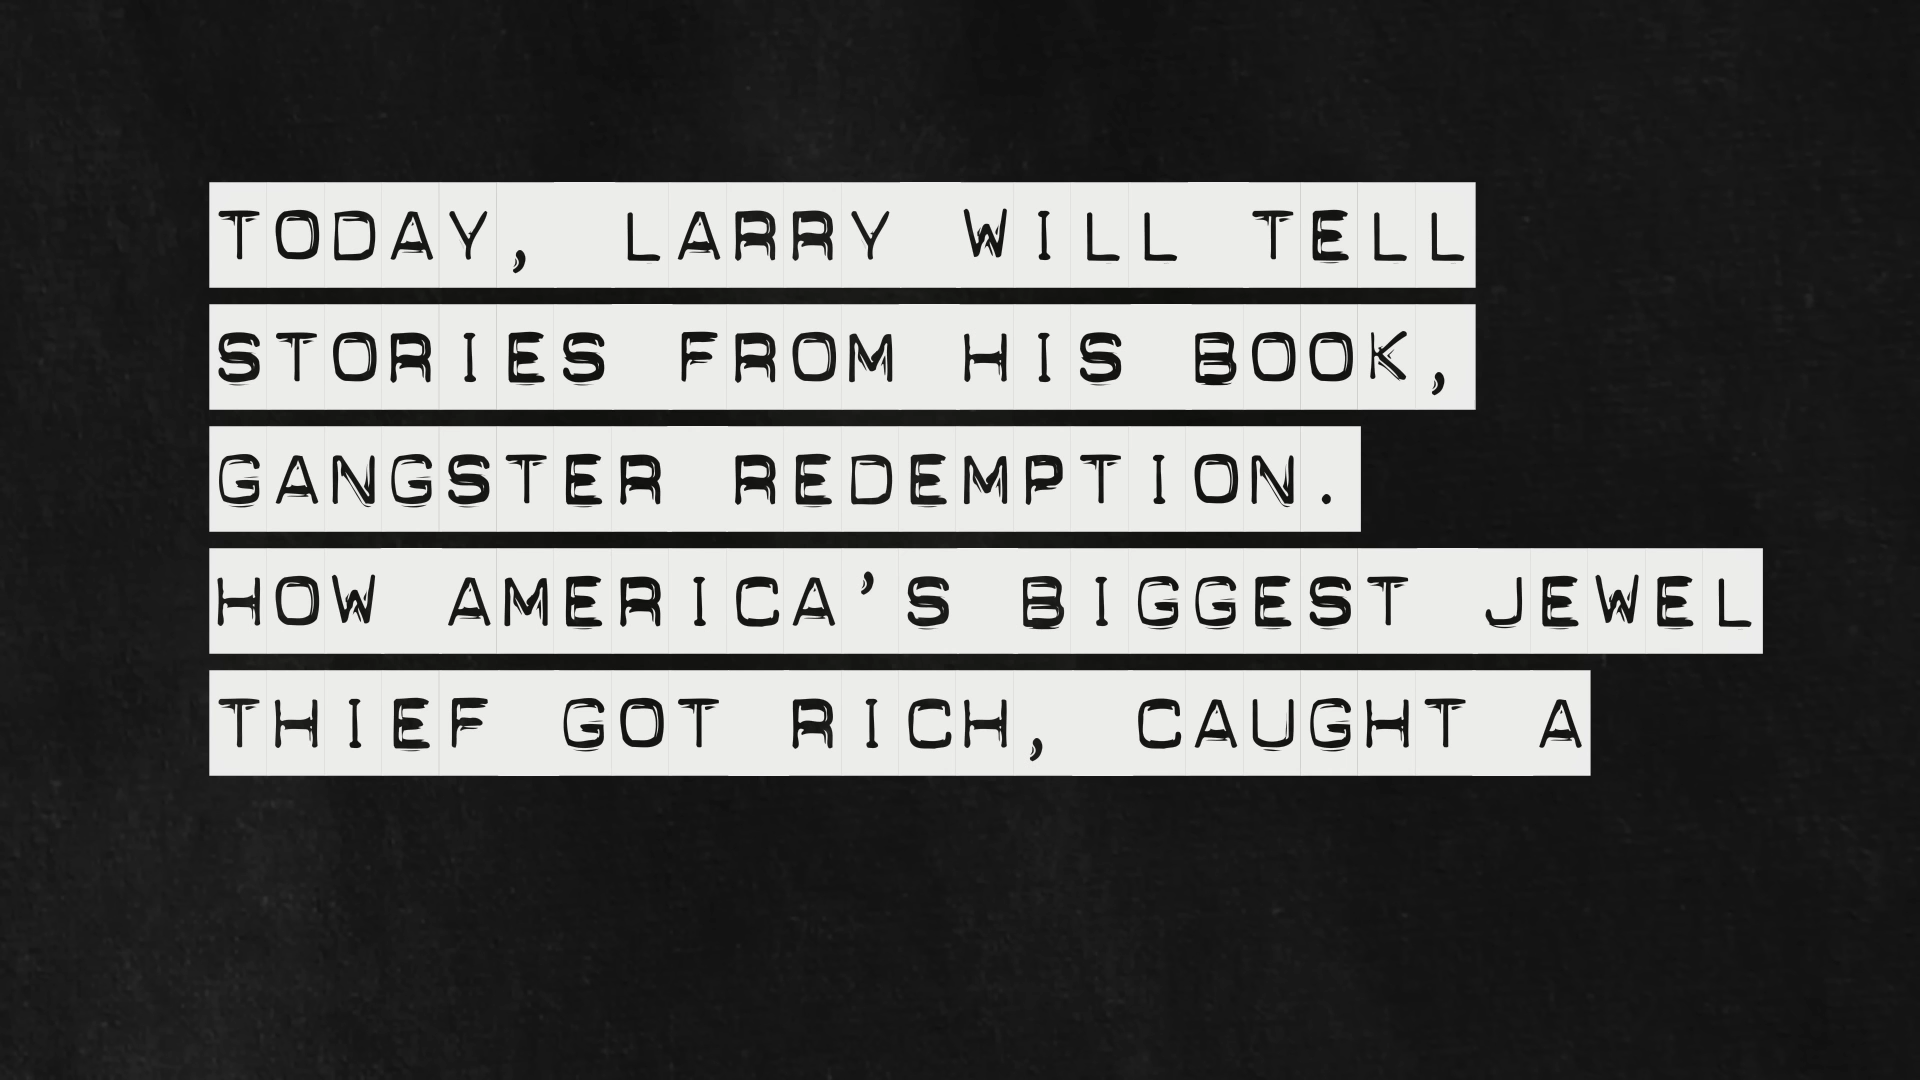 TODAY, LARRY WILL TELL
STORIES FROM HIS BOOK,
GANGSTER REDEMPTION.
HOW AMERICA’S BIGGEST JEWEL
THIEF GOT RICH, CAUGHT A